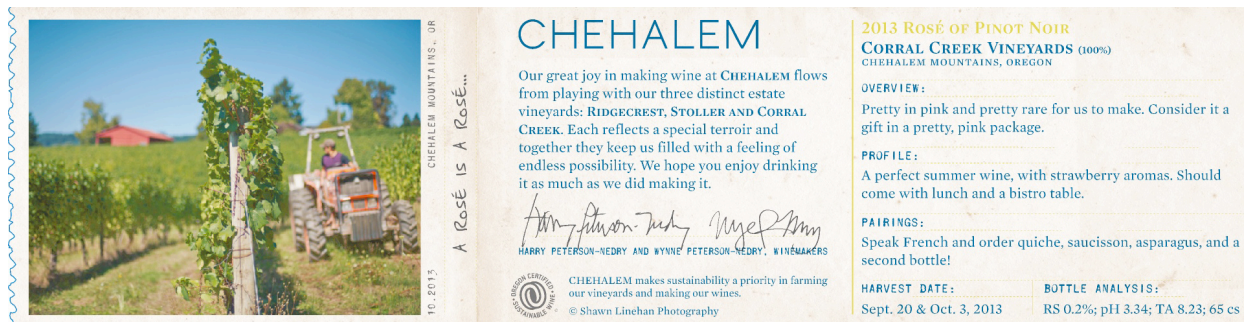 CHEHALEM MOUNTAINS, OR
10.2013
A ROSÉ IS A ROSÉ...
CHEHALEM
Our great joy in making wine at CHEHALEM flows
from playing with our three distinct estate
vineyards: RIDGECREST, STOLLER AND CORRAL
CREEK. Each reflects a special terroir and
together they keep us filled with a feeling of
endless possibility. We hope you enjoy drinking
it as much as we did making it.
HARRY PETERSON-NEDRY AND WYNNE PETERSON-NEDRY, WINEMAKERS
OREGON CERTIFIED SUSTAINABLE WINE
CHEHALEM makes sustainability a priority in farming
our vineyards and making our wines.
© Shawn Linehan Photography
2013 ROSÉ OF PINOT NOIR
CORRAL CREEK VINEYARDS (100%)
CHEHALEM MOUNTAINS, OREGON
OVERVIEW:
Pretty in pink and pretty rare for us to make. Consider it a
gift in a pretty, pink package.
PROFILE:
A perfect summer wine, with strawberry aromas. Should
come with lunch and a bistro table.
PAIRINGS:
Speak French and order quiche, saucisson, asparagus, and a
second bottle!
HARVEST DATE:
Sept. 20 & Oct. 3, 2013
BOTTLE ANALYSIS:
RS 0.2%; pH 3.34; TA 8.23; 65 cs